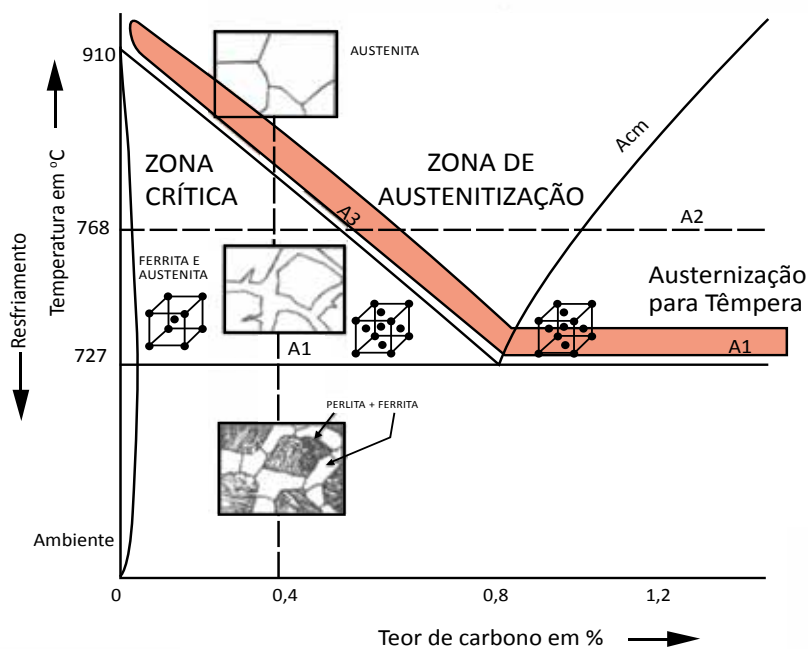 AUSTENITA
910
Acm
ZONA
CRÍTICA
ZONA DE
AUSTENITIZAÇÃO
Temperatura em ºC
Resfriamento
A3
A2
768
FERRITA E
AUSTENITA
Austernização
para Têmpera
A1
A1
727
PERLITA + FERRITA
Ambiente
0
0,4
0,8
1,2
Teor de carbono em %